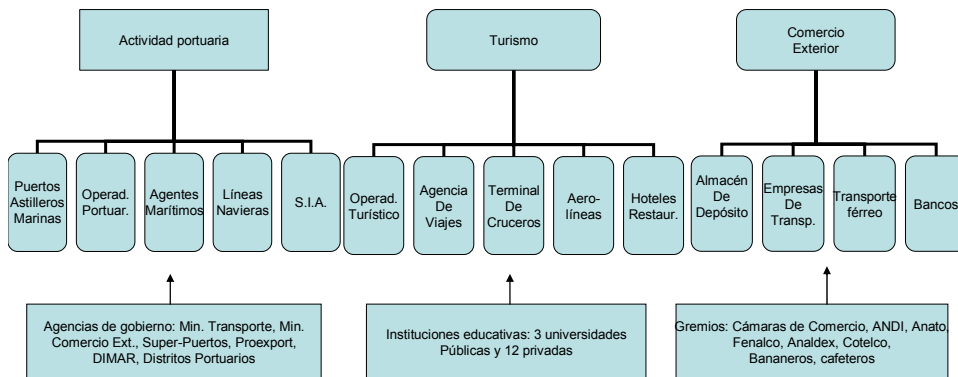 Actividad portuaria
Turismo
Comercio
Exterior
Puertos
Astilleros
Marinas
Operad.
Portuar.
Agentes
Marítimos
Líneas
Navieras
S.I.A.
Operad.
Turístico
Agencia
De
Viajes
Terminal
De
Cruceros
Aero-
líneas
Hoteles
Restaur.
Almacén
De
Depósito
Empresas
De
Transp.
Transporte
férreo
Bancos
Agencias de gobierno: Min. Transporte, Min.
Comercio Ext., Super-Puertos, Proexport,
DIMAR, Distritos Portuarios
Instituciones educativas: 3 universidades
Públicas y 12 privadas
Gremios: Cámaras de Comercio, ANDI, Anato,
Fenalco, Analdex, Cotelco,
Bananeros, cafeteros